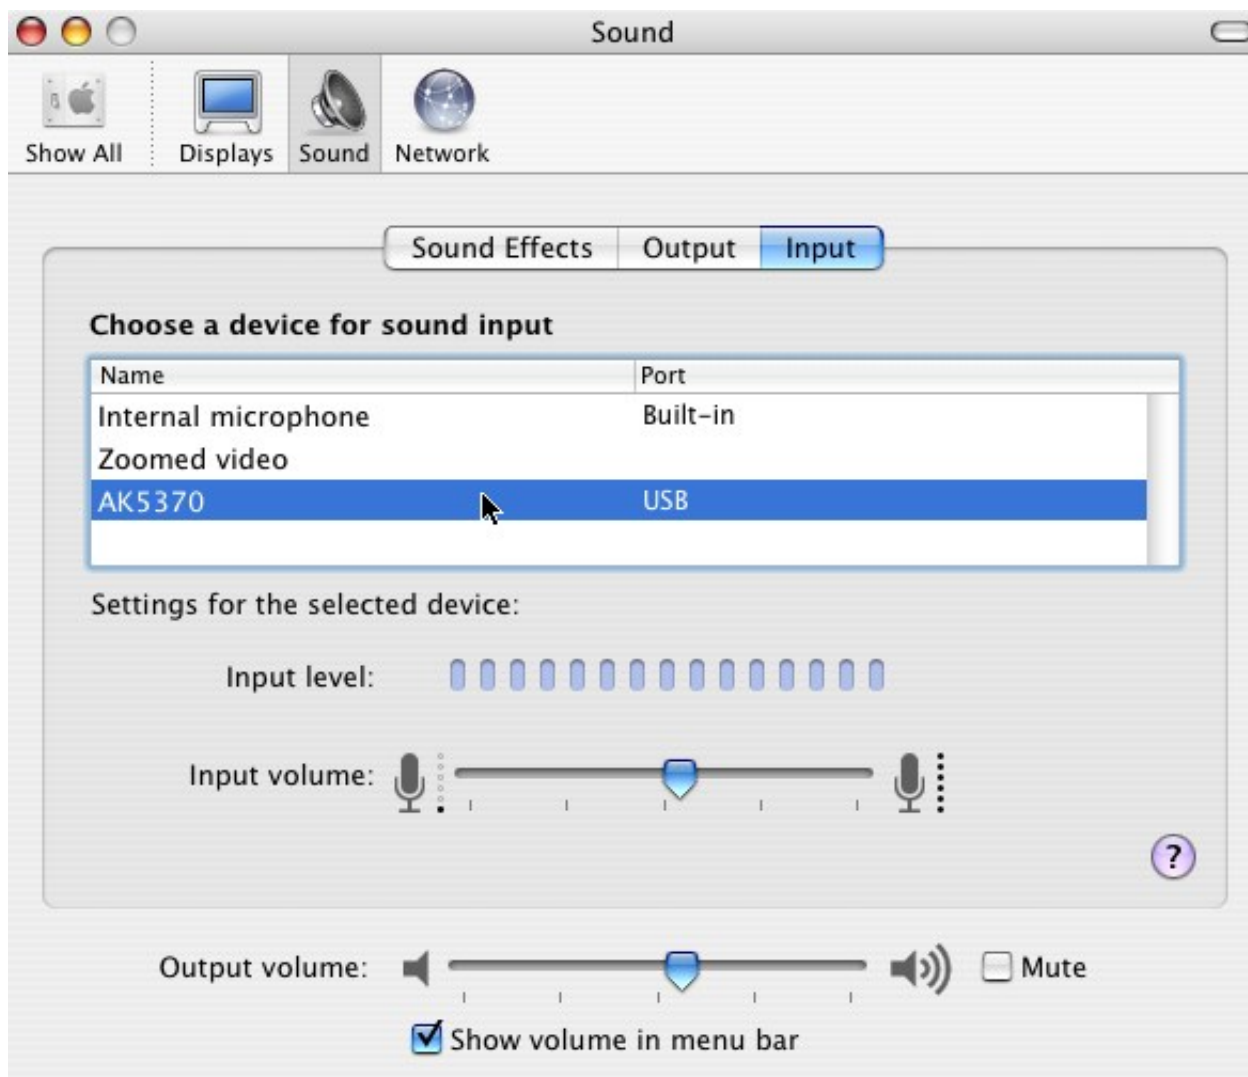 Sound
Show All Displays Sound Network
Sound Effects Output Input
Choose a device for sound input
Name Port
Internal microphone Built-in
Zoomed video
AK5370 USB
Settings for the selected device:
Input level:
Input volume:
?
Output volume: Mute
Show volume in menu bar